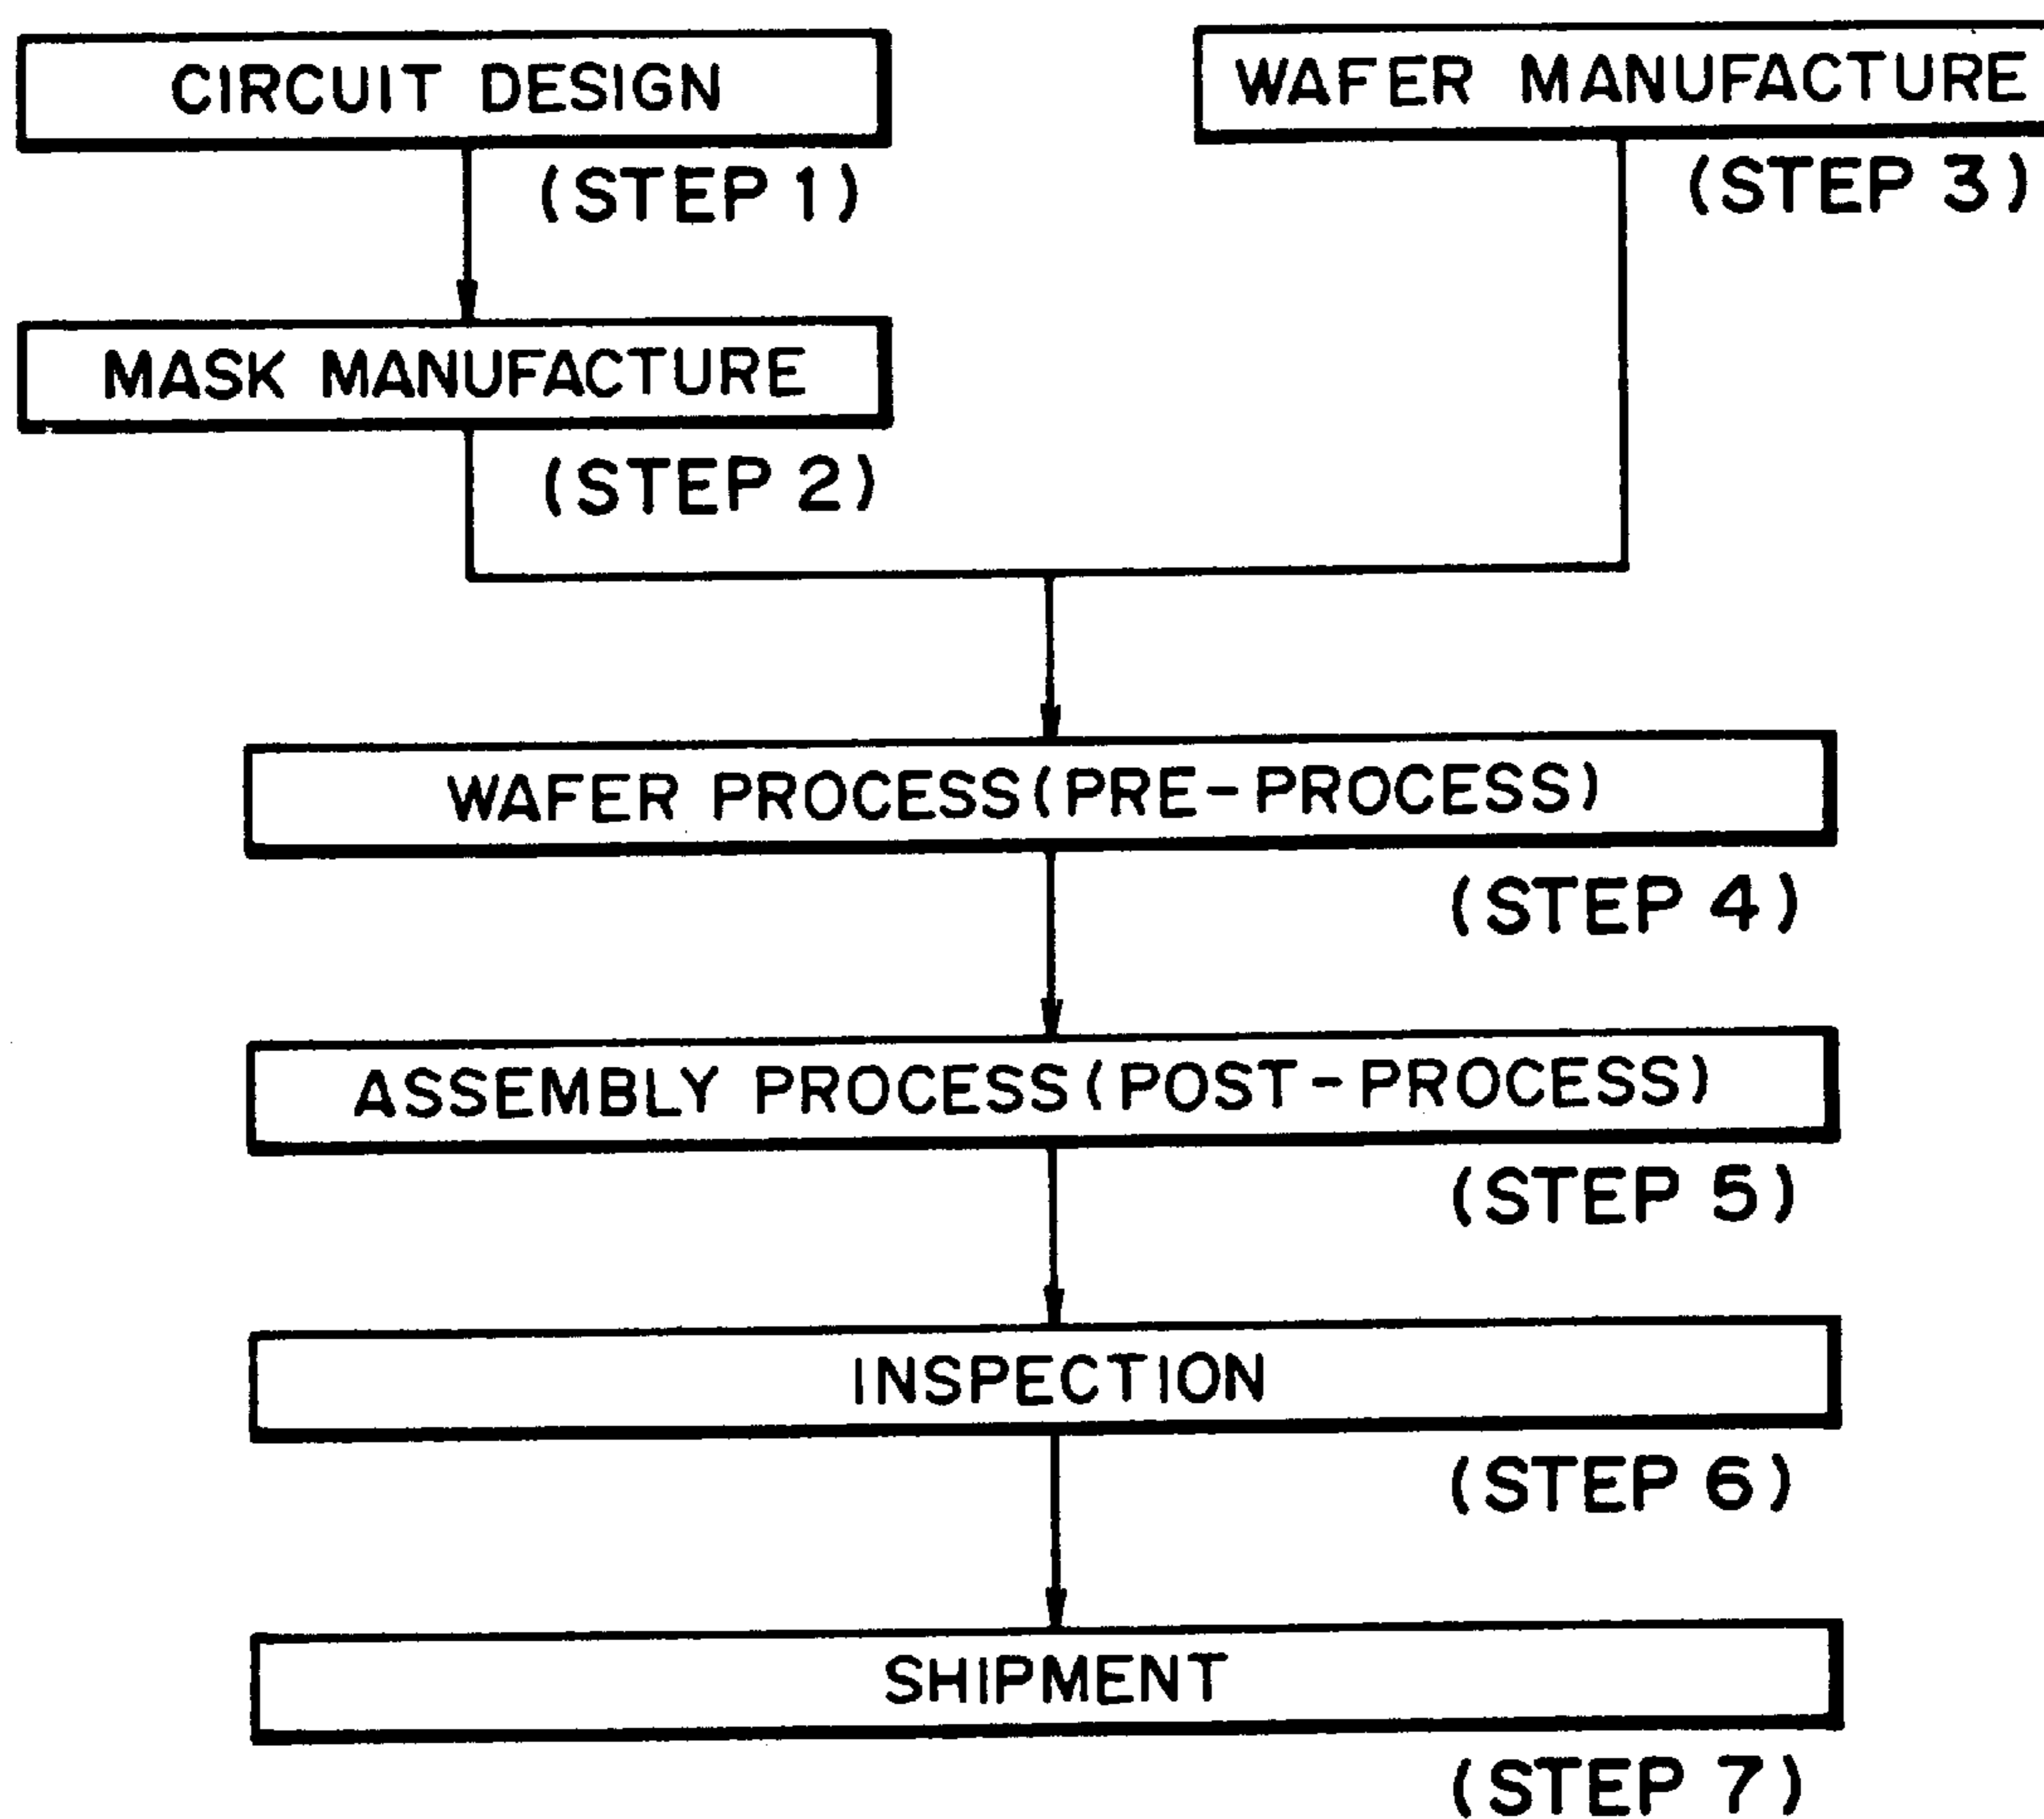 CIRCUIT DESIGN
(STEP 1)
MASK MANUFACTURE
(STEP 2)
WAFER MANUFACTURE
(STEP 3)
WAFER PROCESS(PRE-PROCESS)
(STEP 4)
ASSEMBLY PROCESS(POST-PROCESS)
(STEP 5)
INSPECTION
(STEP 6)
SHIPMENT
(STEP 7)